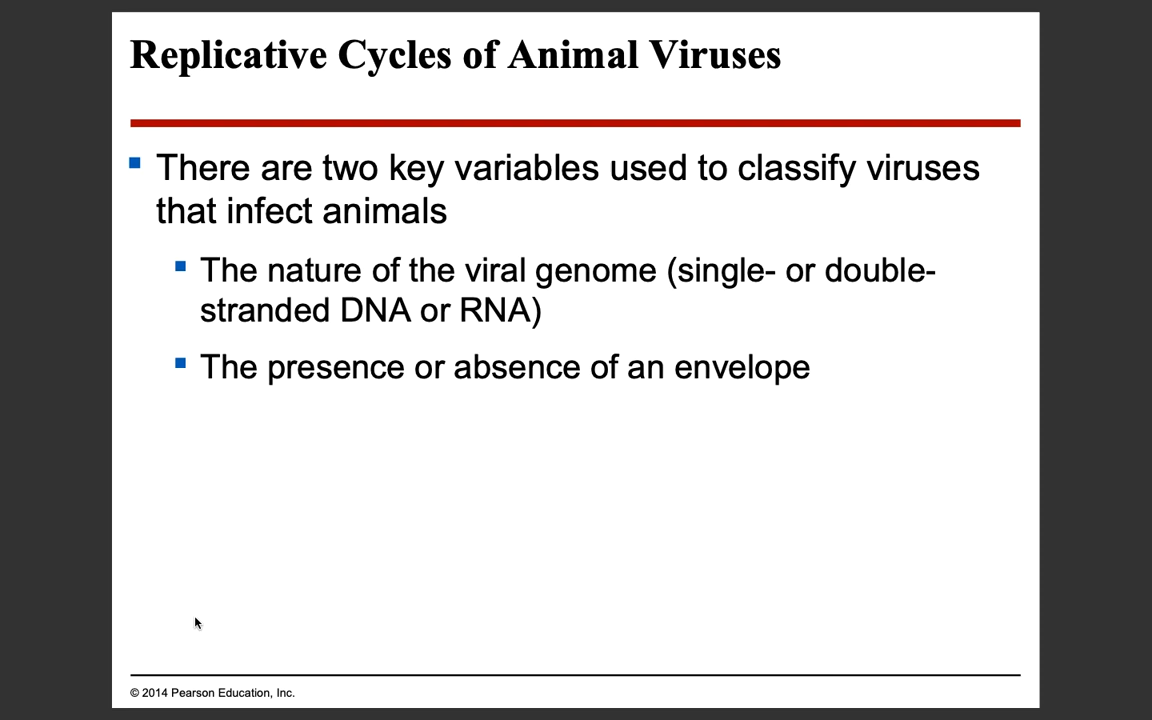 Replicative Cycles of Animal Viruses
There are two key variables used to classify viruses
that infect animals
The nature of the viral genome (single- or double-
stranded DNA or RNA)
The presence or absence of an envelope
© 2014 Pearson Education, Inc.